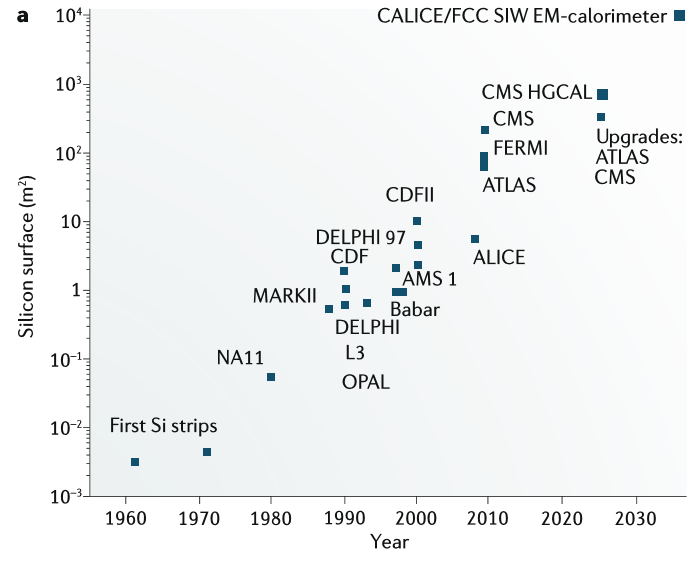 a
10⁴
CALICE/FCC SIW EM-calorimeter
10³
CMS HGCAL
CMS
Upgrades:
ATLAS
CMS
10²
FERMI
ATLAS
CDFII
10
DELPHI 97
CDF
ALICE
AMS 1
1
MARKII
Babar
DELPHI
L3
OPAL
10⁻¹
NA11
10⁻²
First Si strips
10⁻³
Silicon surface (m²)
1960 1970 1980 1990 2000 2010 2020 2030
Year